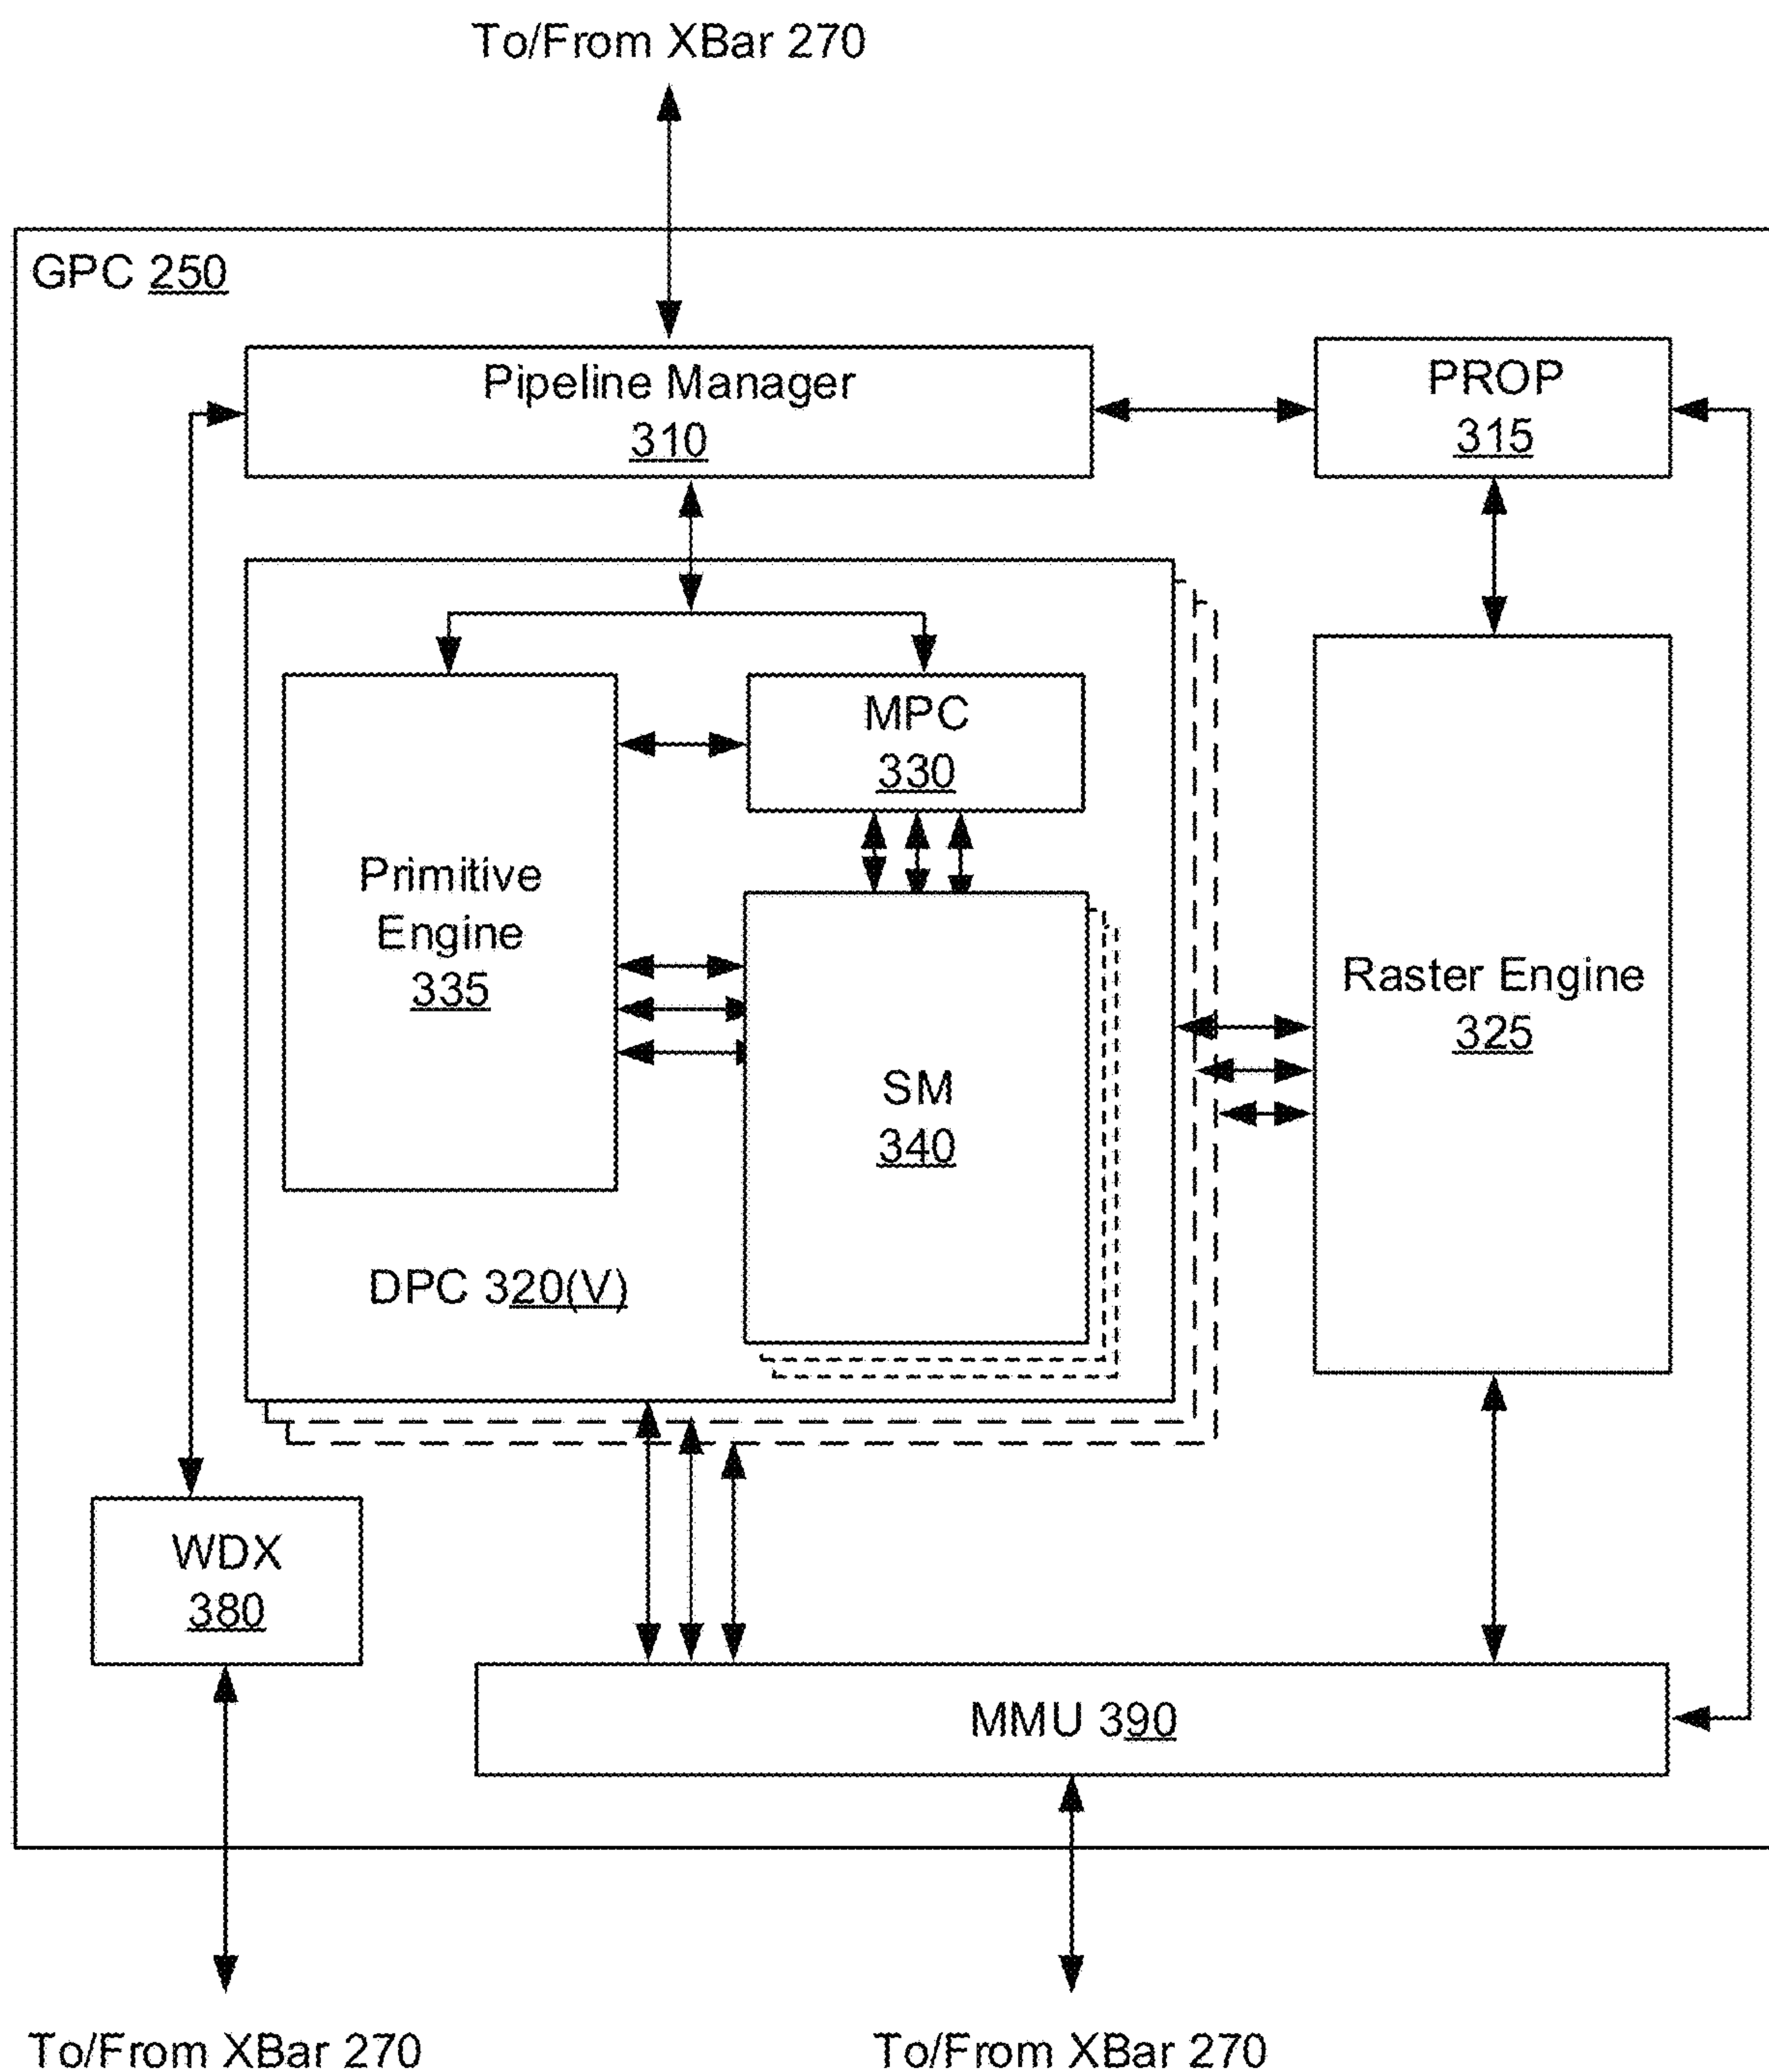 To/From XBar 270
GPC 250
Pipeline Manager
310
PROP
315
MPC
330
Primitive
Engine
335
Raster Engine
325
SM
340
DPC 320(V)
WDX
380
MMU 390
To/From XBar 270
To/From XBar 270